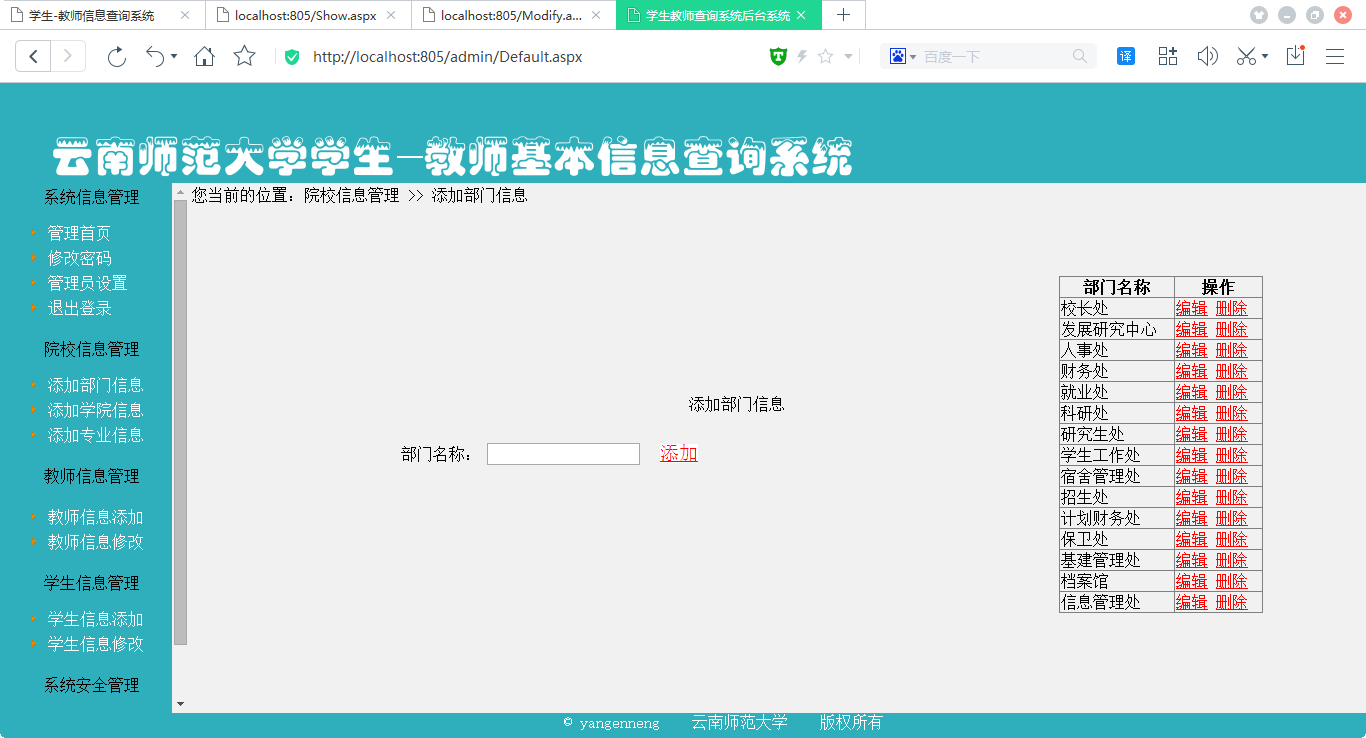 学生-教师信息查询系统
localhost:805/Show.aspx
localhost:805/Modify.a...
学生教师查询系统后台系统
http://localhost:805/admin/Default.aspx
百度一下
译
云南师范大学学生—教师基本信息查询系统
系统信息管理
管理首页
修改密码
管理员设置
退出登录
院校信息管理
添加部门信息
添加学院信息
添加专业信息
教师信息管理
教师信息添加
教师信息修改
学生信息管理
学生信息添加
学生信息修改
系统安全管理
您当前的位置：院校信息管理 >> 添加部门信息
添加部门信息
部门名称： 添加
部门名称 操作
校长处 编辑 删除
发展研究中心 编辑 删除
人事处 编辑 删除
财务处 编辑 删除
就业处 编辑 删除
科研处 编辑 删除
研究生处 编辑 删除
学生工作处 编辑 删除
宿舍管理处 编辑 删除
招生处 编辑 删除
计划财务处 编辑 删除
保卫处 编辑 删除
基建管理处 编辑 删除
档案馆 编辑 删除
信息管理处 编辑 删除
© yangenneng 云南师范大学 版权所有